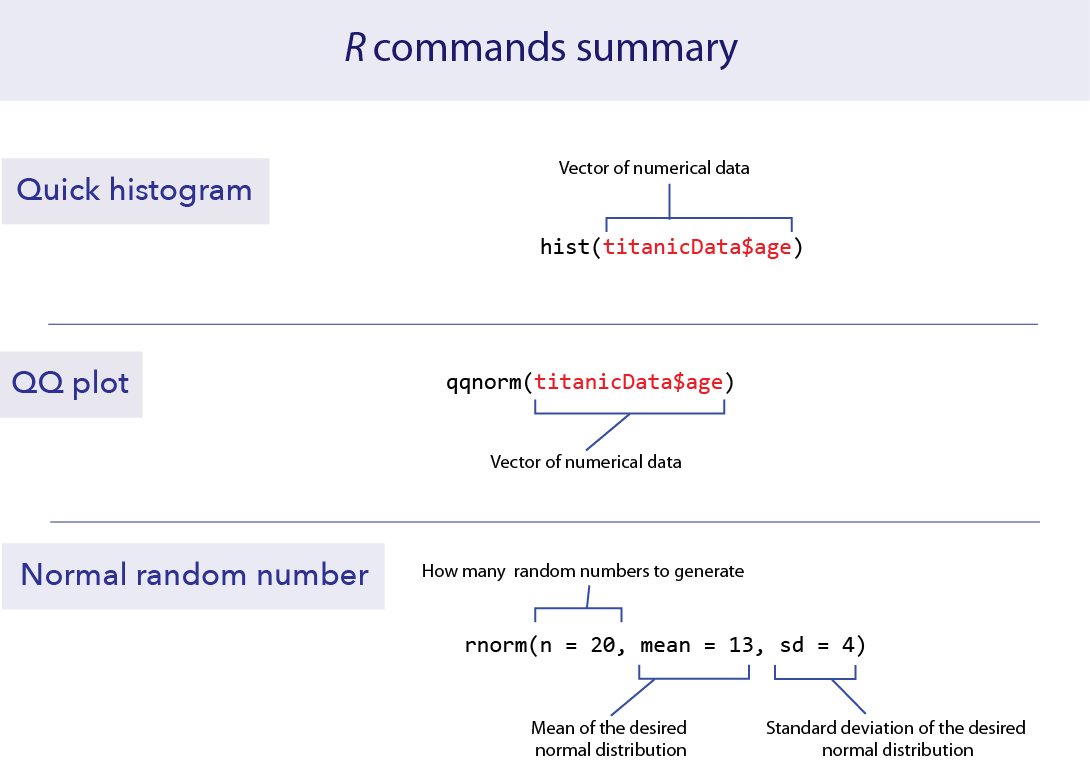 R commands summary
Quick histogram
Vector of numerical data
hist(titanicData$age)
QQ plot
qqnorm(titanicData$age)
Vector of numerical data
Normal random number
How many random numbers to generate
rnorm(n = 20, mean = 13, sd = 4)
Mean of the desired
normal distribution
Standard deviation of the desired
normal distribution